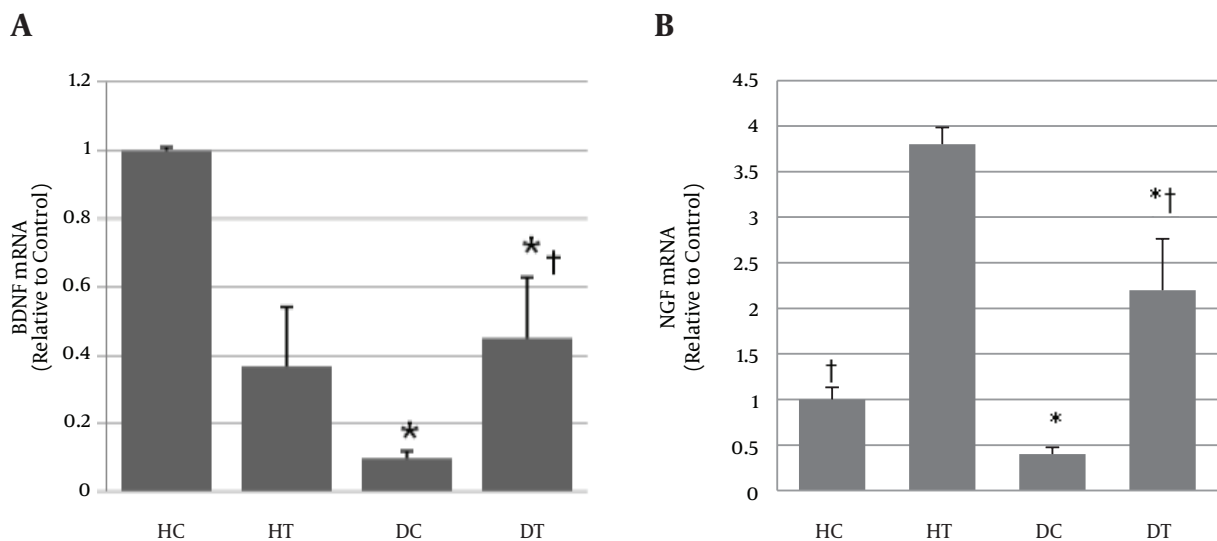 A
BDNF mRNA
(Relative to Control)
1.2
1
0.8
0.6
0.4
0.2
0
*
*
†
HC HT DC DT
B
NGF mRNA
(Relative to Control)
4.5
4
3.5
3
2.5
2
1.5
1
0.5
0
†
*
*†
HC HT DC DT